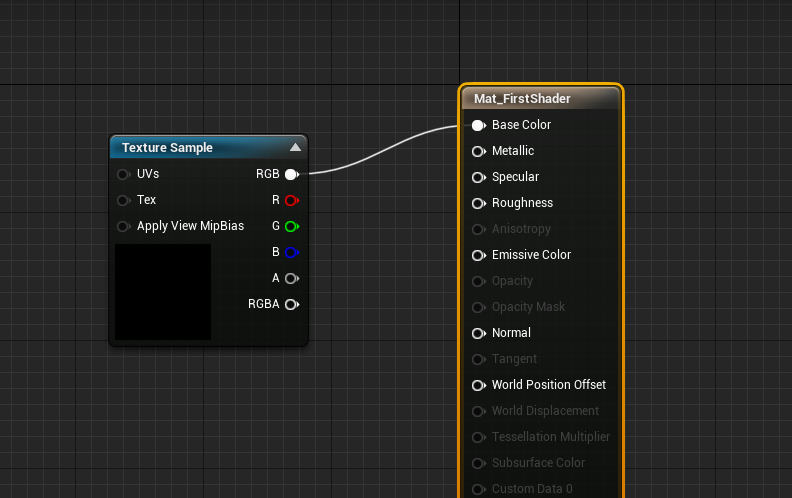 Mat_FirstShader
Base Color
Texture Sample
Metallic
UVs
RGB
Specular
Tex
R
Roughness
Apply View MipBias
G
Anisotropy
B
Emissive Color
A
Opacity
RGBA
Opacity Mask
Normal
Tangent
World Position Offset
World Displacement
Tessellation Multiplier
Subsurface Color
Custom Data 0